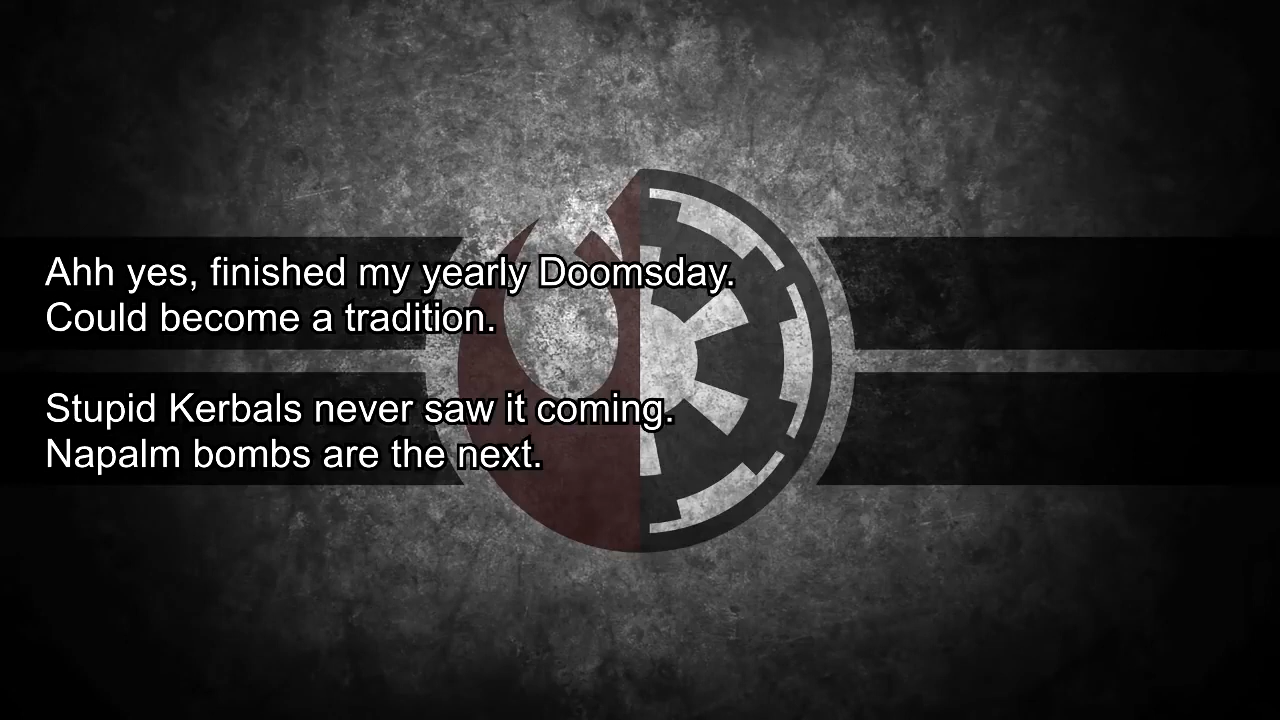 Ahh yes, finished my yearly Doomsday.
Could become a tradition.
Stupid Kerbals never saw it coming.
Napalm bombs are the next.